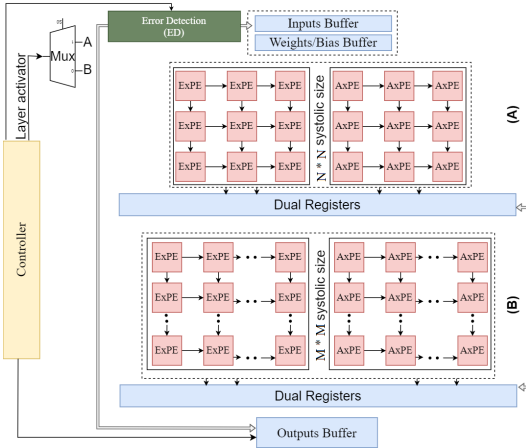 Error Detection
(ED)
Inputs Buffer
Weights/Bias Buffer
os
1
Mux
0
A
B
Layer activator
Controller
ExPE ExPE ExPE
ExPE ExPE ExPE
ExPE ExPE ExPE
N * N systolic size
AxPE AxPE AxPE
AxPE AxPE AxPE
AxPE AxPE AxPE
(A)
Dual Registers
ExPE ExPE ExPE
ExPE ExPE ExPE
ExPE ExPE ExPE
M * M systolic size
AxPE AxPE AxPE
AxPE AxPE AxPE
AxPE AxPE AxPE
(B)
Dual Registers
Outputs Buffer